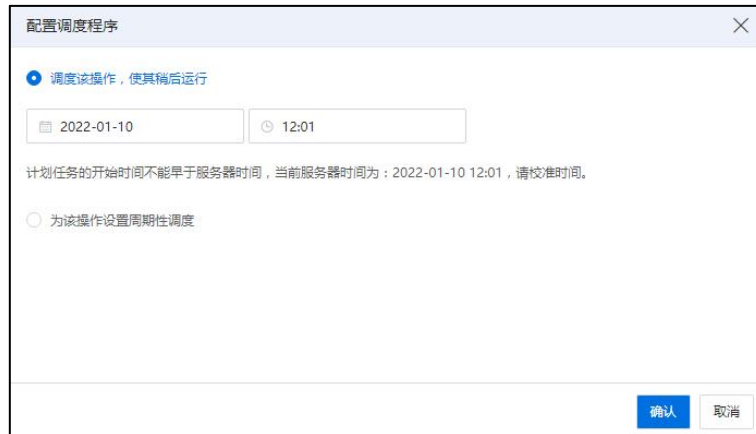 配置调度程序
调度该操作，使其稍后运行
2022-01-10 12:01
计划任务的开始时间不能早于服务器时间，当前服务器时间为：2022-01-10 12:01，请校准时间。
为该操作设置周期性调度
确认 取消